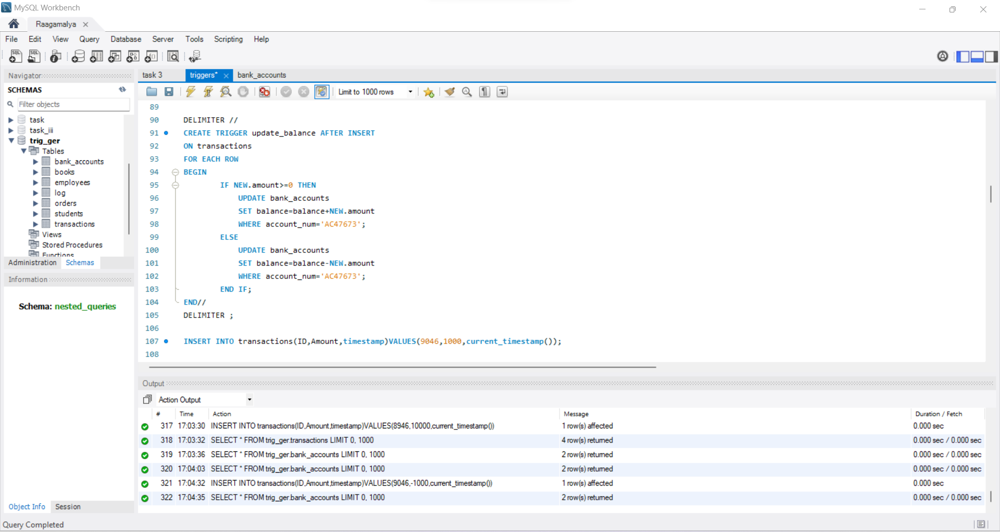 MySQL Workbench
Raagamalya
File Edit View Query Database Server Tools Scripting Help
Navigator
SCHEMAS
Filter objects
task
task_iii
trig_ger
Tables
bank_accounts
books
employees
log
orders
students
transactions
Views
Stored Procedures
Functions
Administration Schemas
Information
Schema: nested_queries
Object Info Session
task 3 triggers* bank_accounts
Limit to 1000 rows
89
90 DELIMITER //
91 CREATE TRIGGER update_balance AFTER INSERT
92 ON transactions
93 FOR EACH ROW
94 BEGIN
95 IF NEW.amount>=0 THEN
96 UPDATE bank_accounts
97 SET balance=balance+NEW.amount
98 WHERE account_num='AC47673';
99 ELSE
100 UPDATE bank_accounts
101 SET balance=balance-NEW.amount
102 WHERE account_num='AC47673';
103 END IF;
104 END//
105 DELIMITER ;
106
107 INSERT INTO transactions(ID,Amount,timestamp)VALUES(9046,1000,current_timestamp());
108
Output
Action Output
# Time Action Message Duration / Fetch
317 17:03:30 INSERT INTO transactions(ID,Amount,timestamp)VALUES(8946,10000,current_timestamp()) 1 row(s) affected 0.000 sec
318 17:03:32 SELECT * FROM trig_ger.transactions LIMIT 0, 1000 4 row(s) returned 0.000 sec / 0.000 sec
319 17:03:36 SELECT * FROM trig_ger.bank_accounts LIMIT 0, 1000 2 row(s) returned 0.000 sec / 0.000 sec
320 17:04:03 SELECT * FROM trig_ger.bank_accounts LIMIT 0, 1000 2 row(s) returned 0.000 sec / 0.000 sec
321 17:04:32 INSERT INTO transactions(ID,Amount,timestamp)VALUES(9046,-1000,current_timestamp()) 1 row(s) affected 0.000 sec
322 17:04:35 SELECT * FROM trig_ger.bank_accounts LIMIT 0, 1000 2 row(s) returned 0.000 sec / 0.000 sec
Query Completed